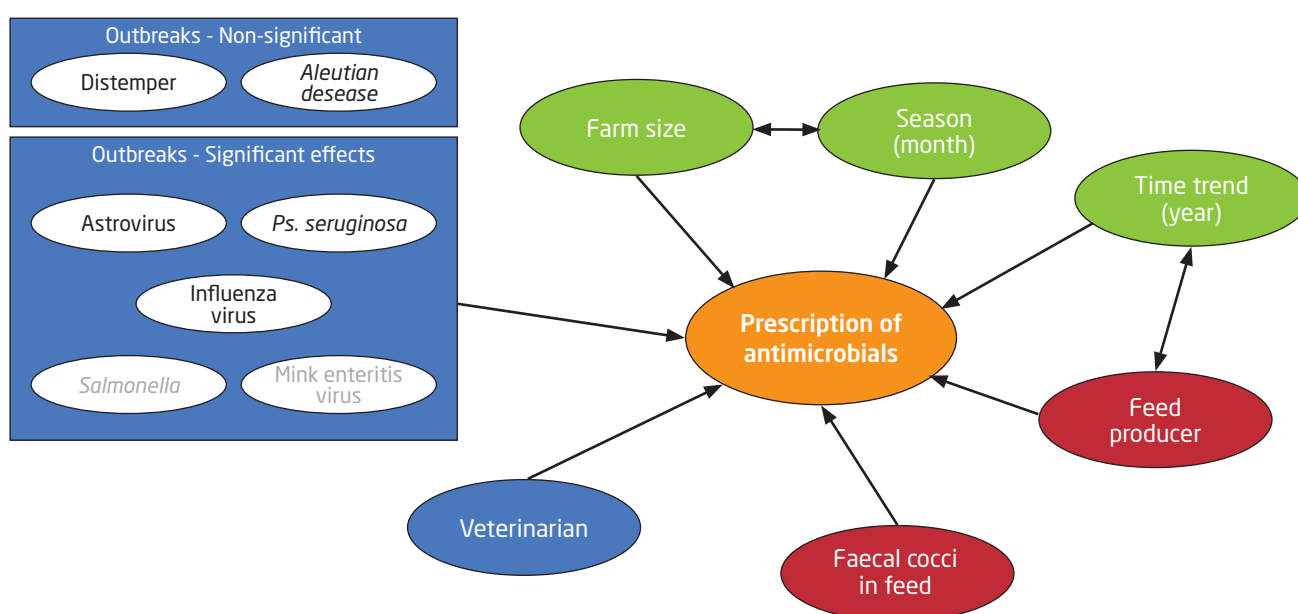 Outbreaks - Non-significant
Distemper
Aleutian
desease
Outbreaks - Significant effects
Astrovirus
Ps. seruginosa
Influenza
virus
Salmonella
Mink enteritis
virus
Farm size
Season
(month)
Time trend
(year)
Prescription of
antimicrobials
Feed
producer
Veterinarian
Faecal cocci
in feed